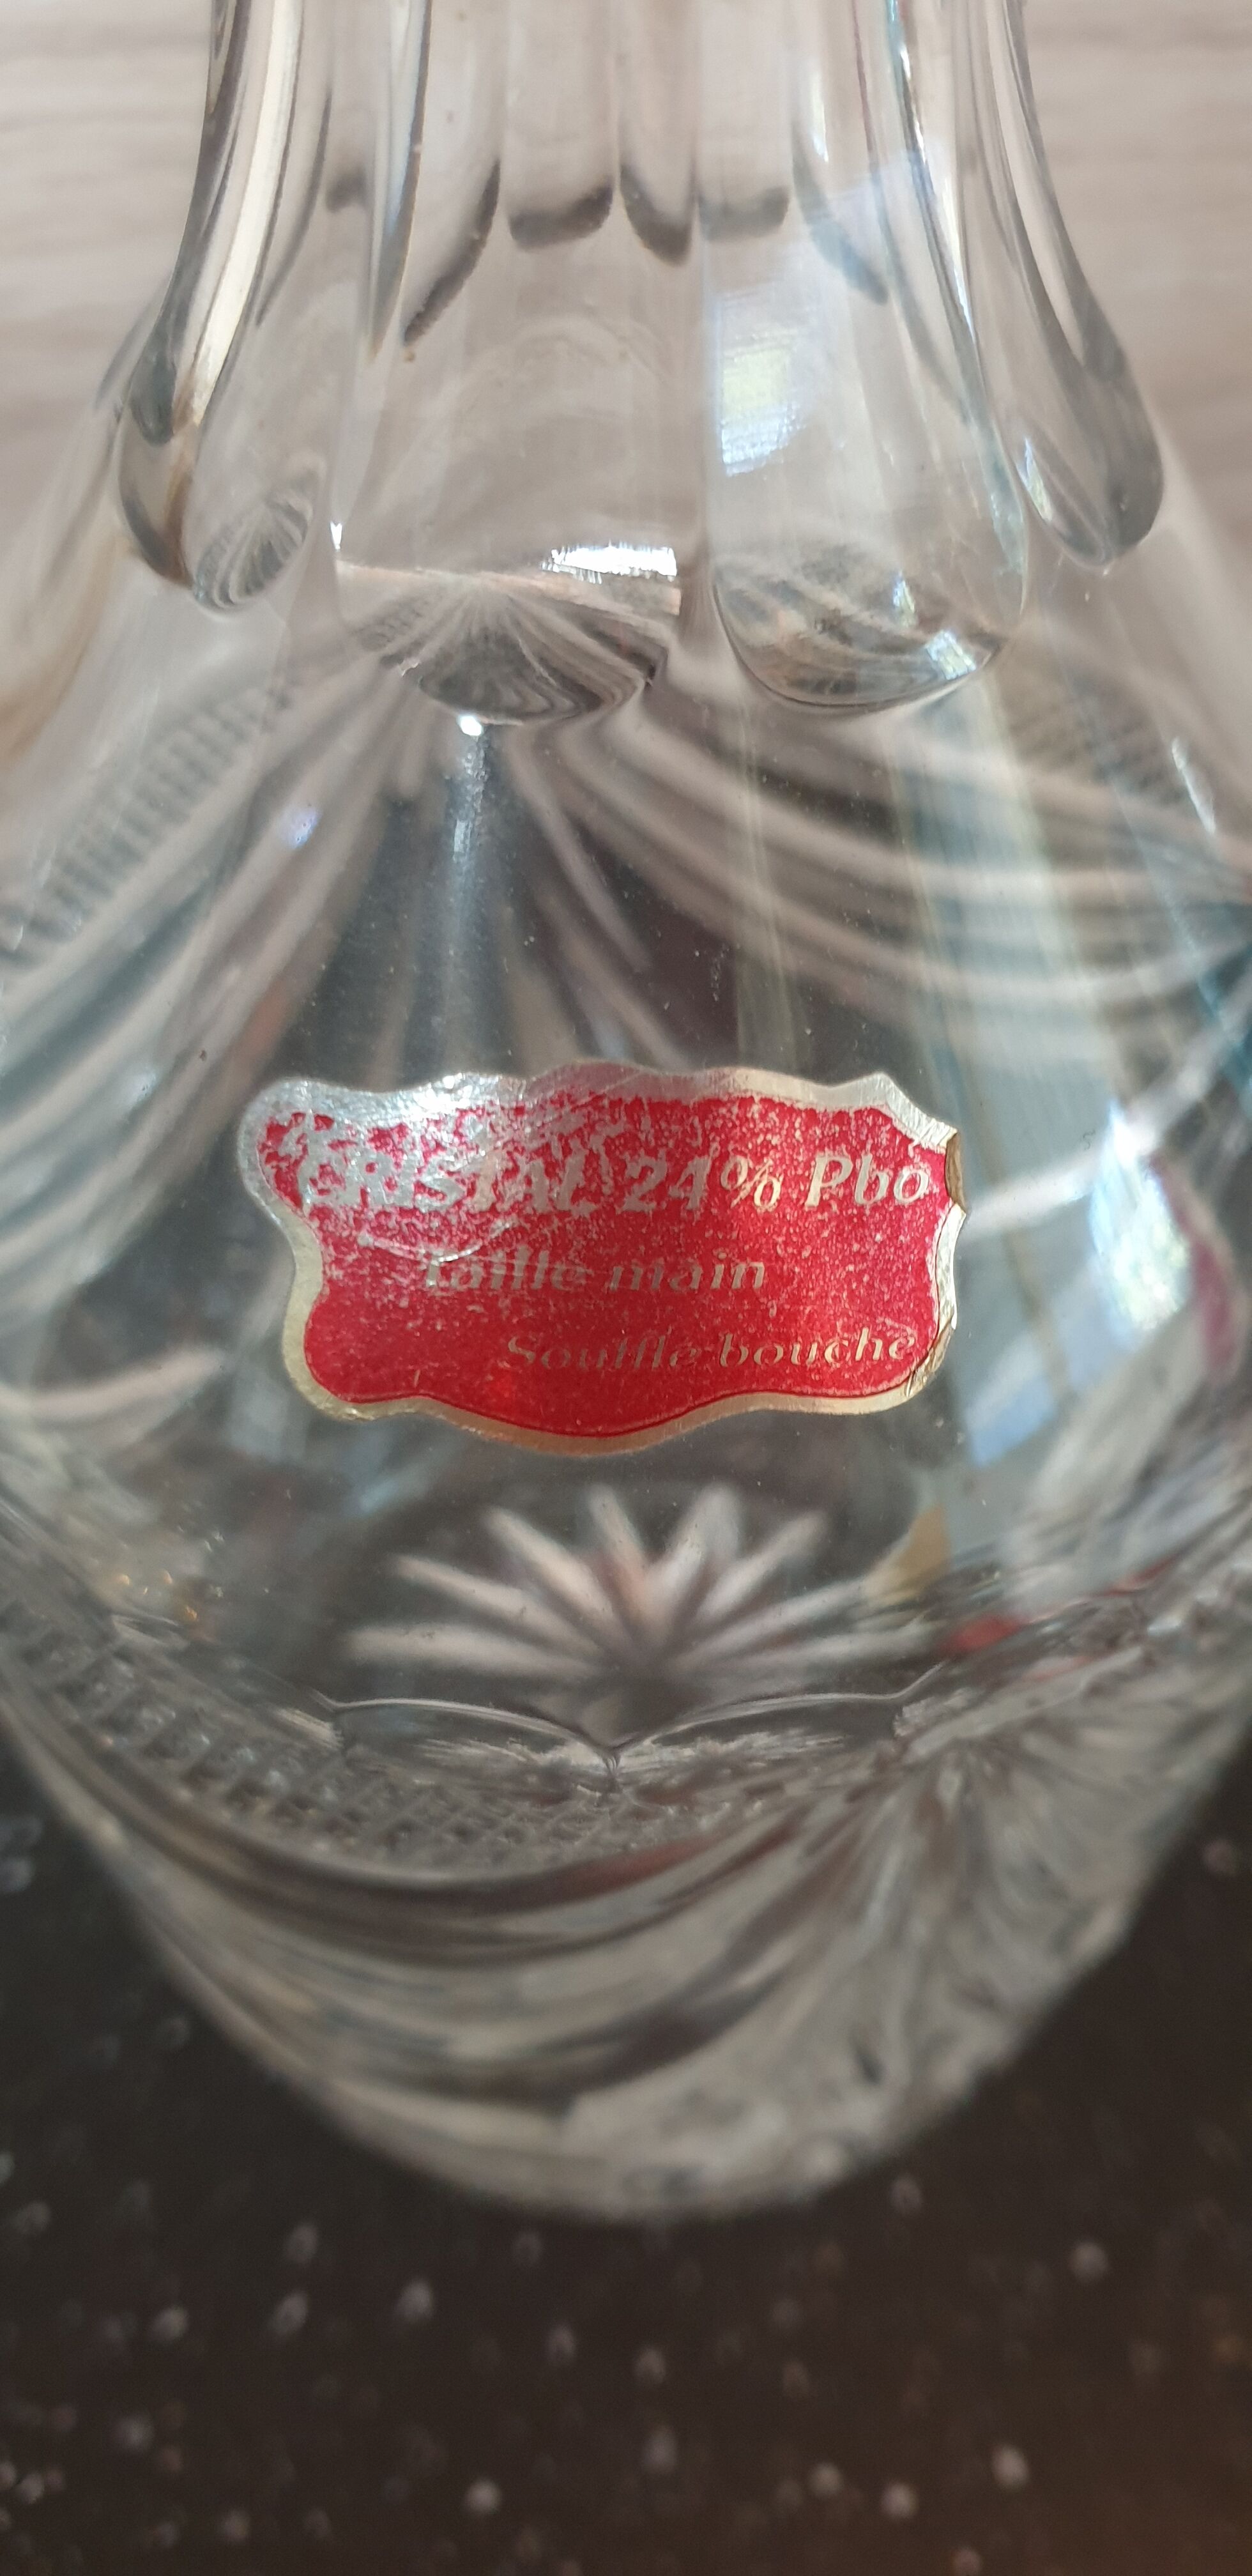 CRISTAL 24% Pbo
Taille main
Soufflé bouche